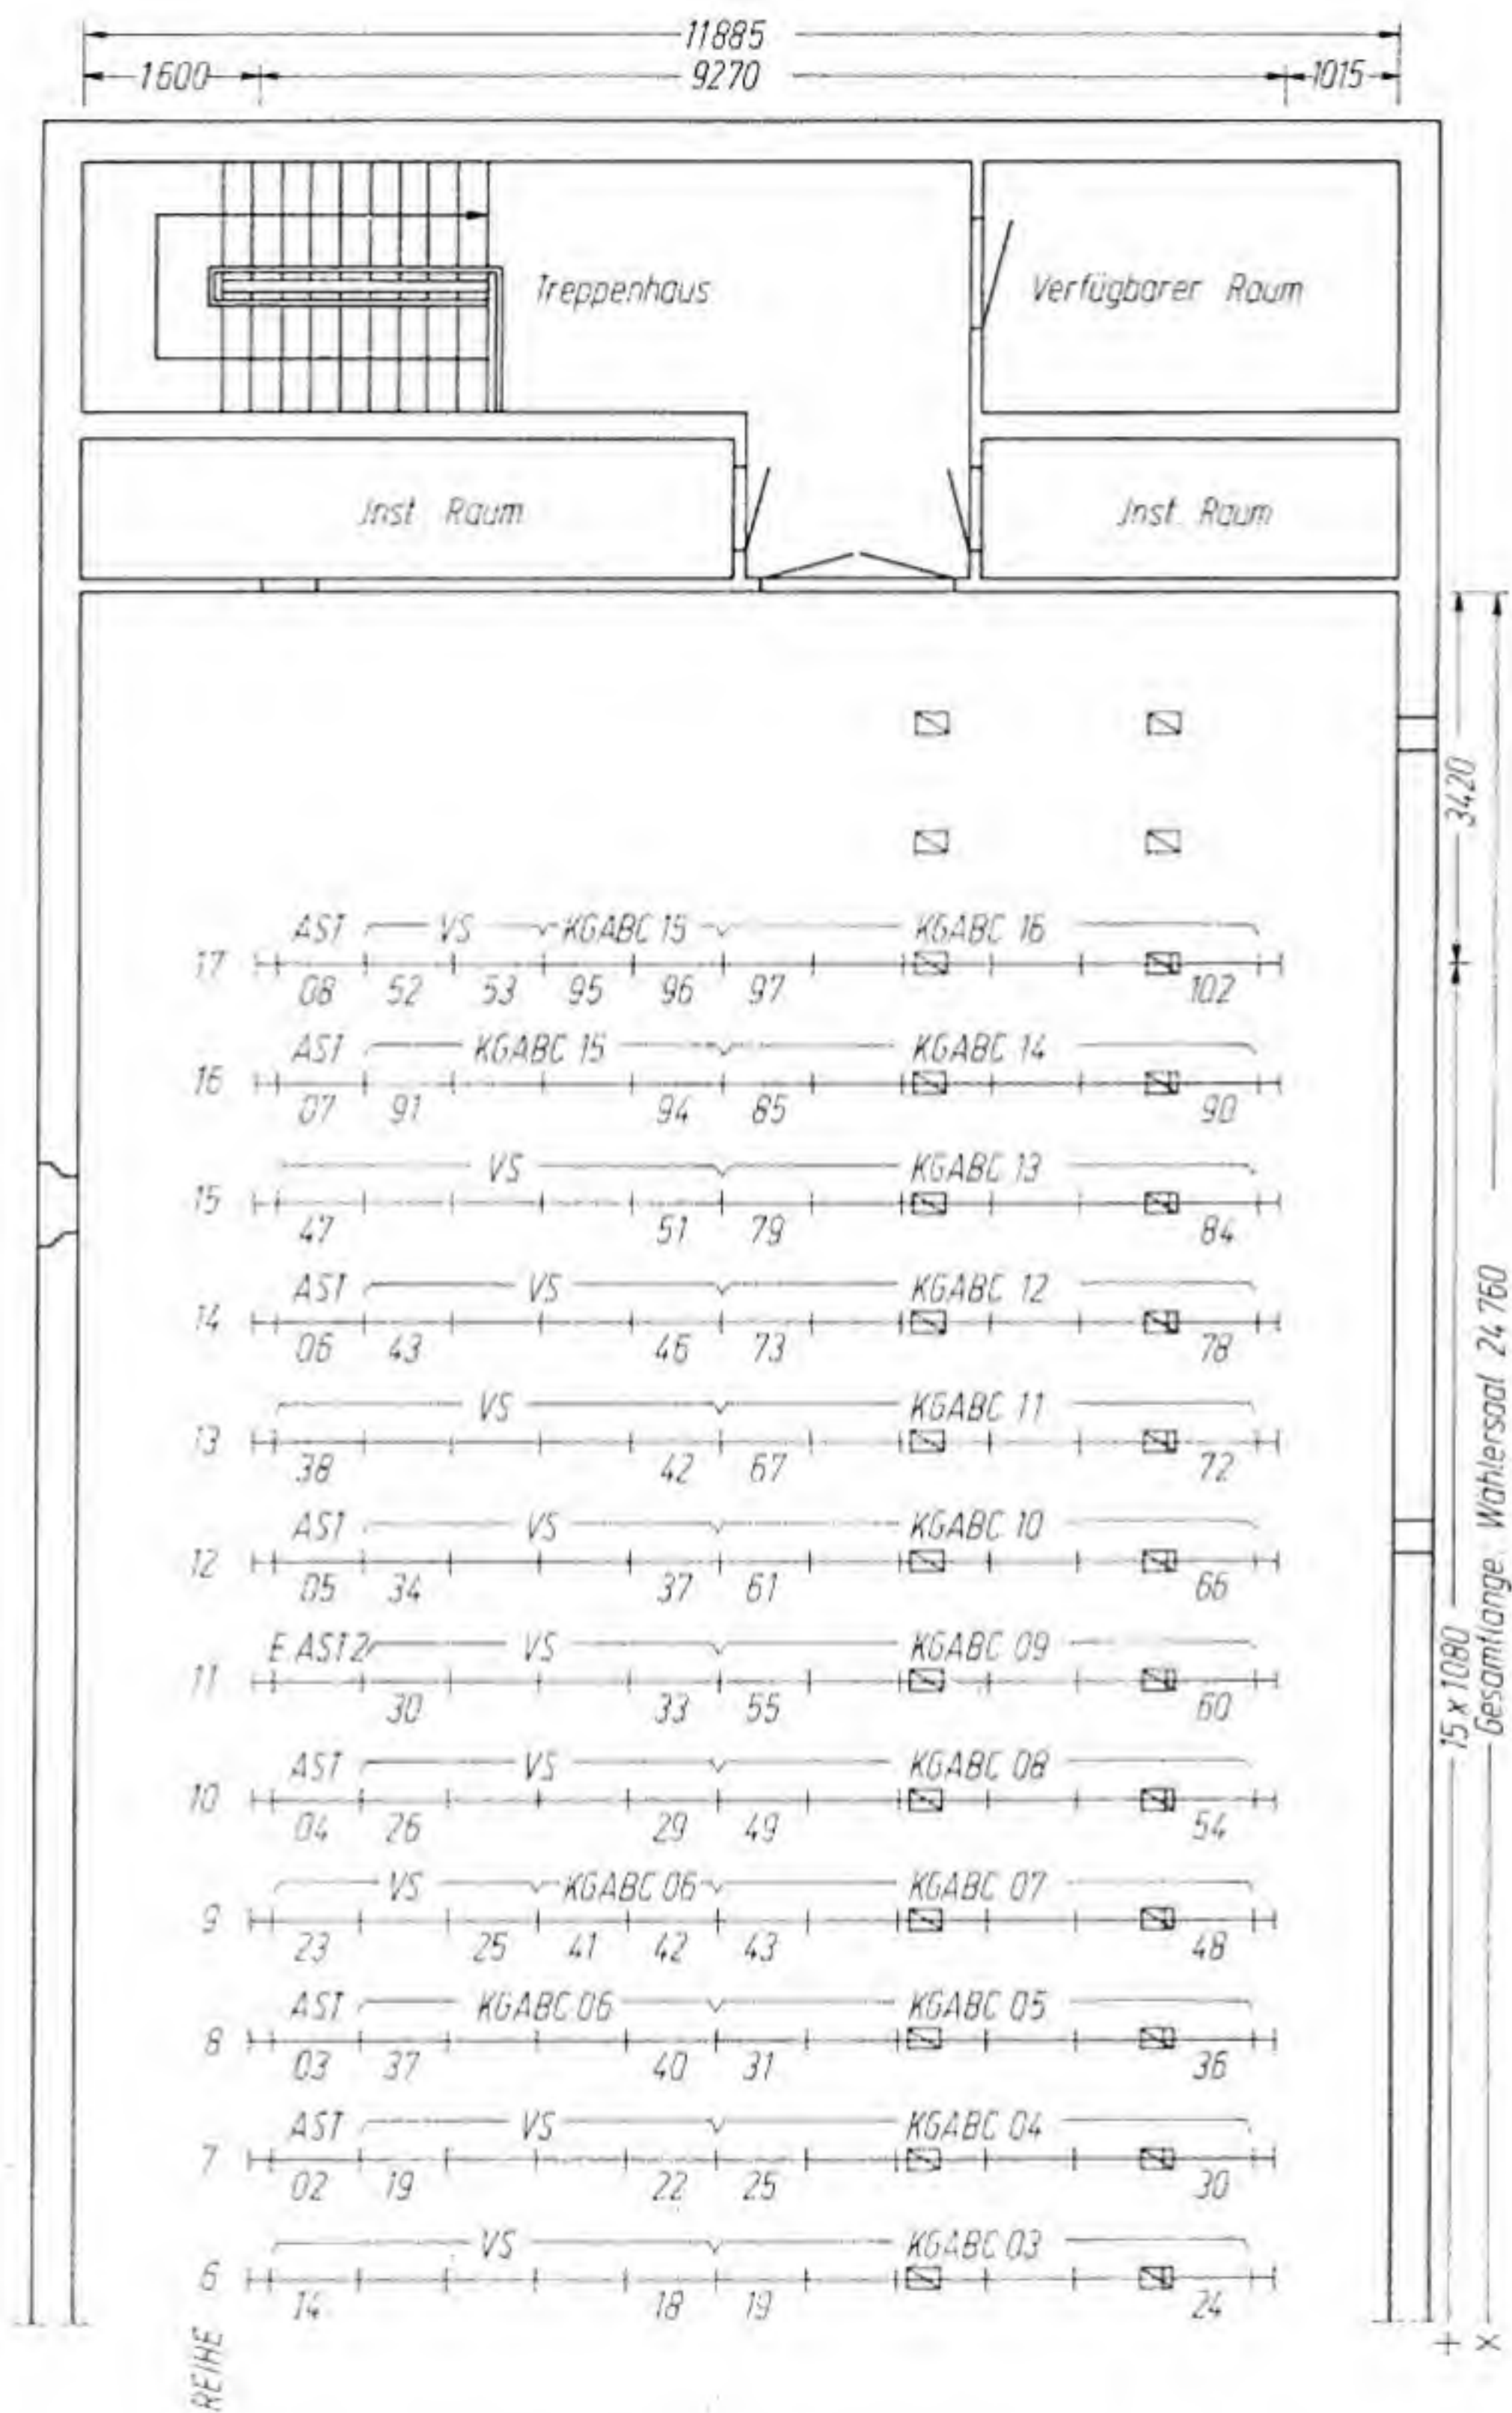 11885
1600 9270 1015
Treppenhaus Verfügbarer Raum
Jnst. Raum Jnst. Raum
3420
AST VS KGABC 15 KGABC 16
17
08 52 53 95 96 97 102
AST KGABC 15 KGABC 14
16
07 91 94 85 90
VS KGABC 13
15
47 51 79 84
AST VS KGABC 12
14
06 43 46 73 78
VS KGABC 11
13
38 42 67 72
AST VS KGABC 10
12
05 34 37 61 66
E.AST2 VS KGABC 09
11
30 33 55 60
AST VS KGABC 08
10
04 26 29 49 54
VS KGABC 06 KGABC 07
9
23 25 41 42 43 48
AST KGABC 06 KGABC 05
8
03 37 40 31 36
AST VS KGABC 04
7
02 19 22 25 30
VS KGABC 03
6
14 18 19 24
REIHE
15 x 1080
Gesamtlänge Wählersaal 24 760
+ x